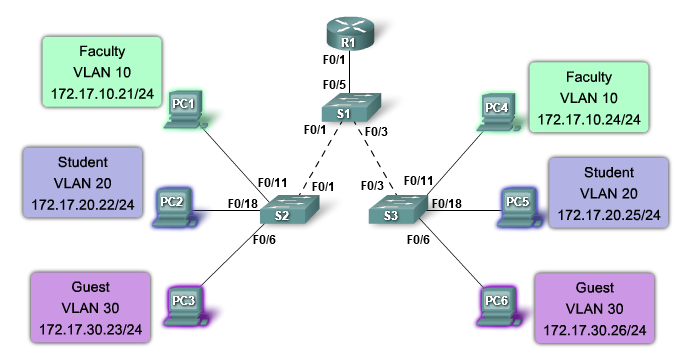 R1
F0/1
F0/5
S1
F0/1
F0/3
Faculty
VLAN 10
172.17.10.21/24
PC1
Student
VLAN 20
172.17.20.22/24
PC2
Guest
VLAN 30
172.17.30.23/24
PC3
F0/11
F0/18
F0/6
F0/1
S2
F0/3
S3
F0/11
F0/18
F0/6
PC4
Faculty
VLAN 10
172.17.10.24/24
PC5
Student
VLAN 20
172.17.20.25/24
PC6
Guest
VLAN 30
172.17.30.26/24